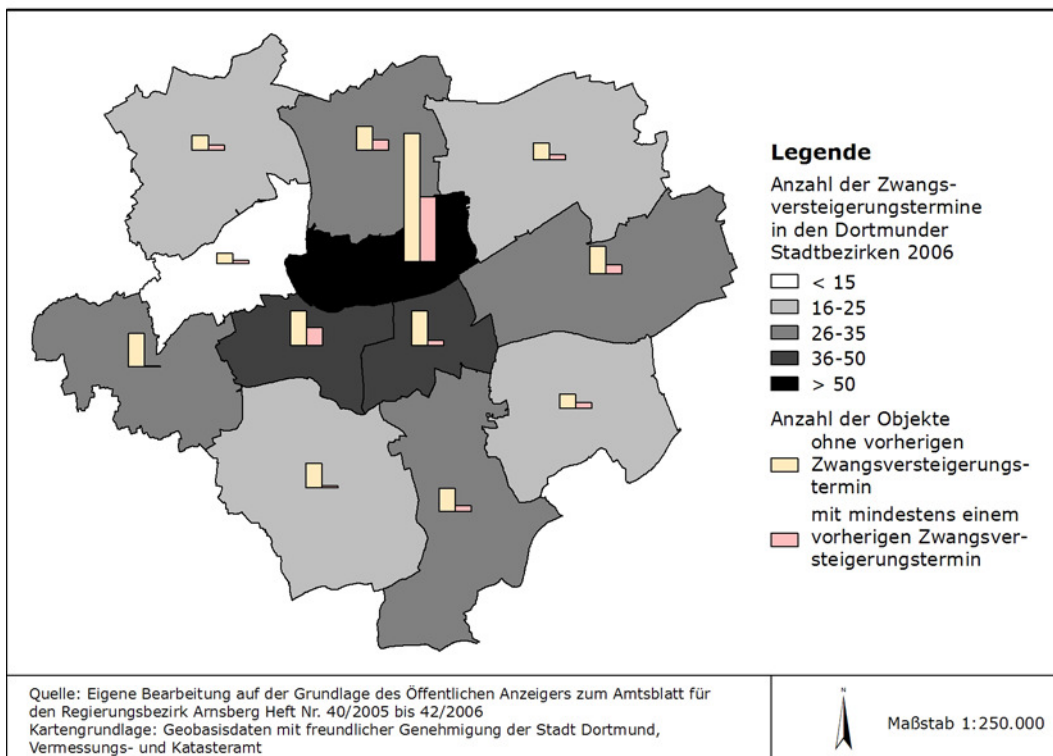 Legende
Anzahl der Zwangs-
versteigerungstermine
in den Dortmunder
Stadtbezirken 2006
< 15
16-25
26-35
36-50
> 50
Anzahl der Objekte
ohne vorherigen
Zwangsversteigerungs-
termin
mit mindestens einem
vorherigen Zwangsver-
steigerungstermin
Quelle: Eigene Bearbeitung auf der Grundlage des Öffentlichen Anzeigers zum Amtsblatt für
den Regierungsbezirk Arnsberg Heft Nr. 40/2005 bis 42/2006
Kartengrundlage: Geobasisdaten mit freundlicher Genehmigung der Stadt Dortmund,
Vermessungs- und Katasteramt
N
Maßstab 1:250.000